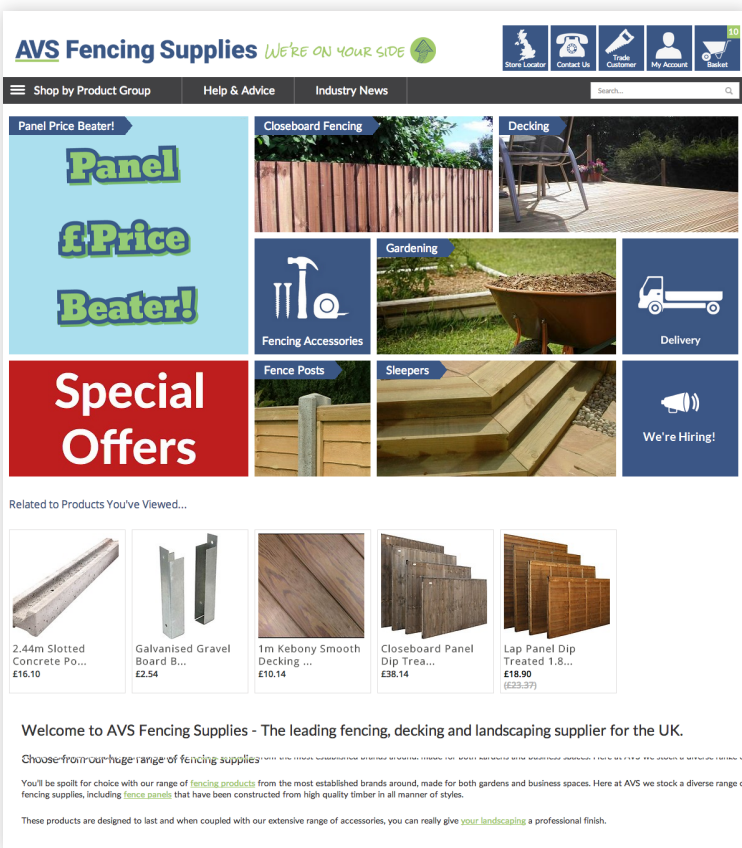 AVS Fencing Supplies WE'RE ON YOUR SIDE
Store Locator
Contact Us
Trade
Customer
My Account
10
Basket
Shop by Product Group
Help & Advice
Industry News
Search...
Panel Price Beater!
Panel
£ Price
Beater!
Closeboard Fencing
Decking
Fencing Accessories
Gardening
Delivery
Special
Offers
Fence Posts
Sleepers
We're Hiring!
Related to Products You've Viewed...
2.44m Slotted
Concrete Po...
£16.10
Galvanised Gravel
Board B...
£2.54
1m Kebony Smooth
Decking ...
£10.14
Closeboard Panel
Dip Trea...
£38.14
Lap Panel Dip
Treated 1.8...
£18.90
(£23.37)
Welcome to AVS Fencing Supplies - The leading fencing, decking and landscaping supplier for the UK.
Choose from our huge range of fencing supplies
You'll be spoilt for choice with our range of fencing products from the most established brands around, made for both gardens and business spaces. Here at AVS we stock a diverse range
fencing supplies, including fence panels that have been constructed from high quality timber in all manner of styles.
These products are designed to last and when coupled with our extensive range of accessories, you can really give your landscaping a professional finish.